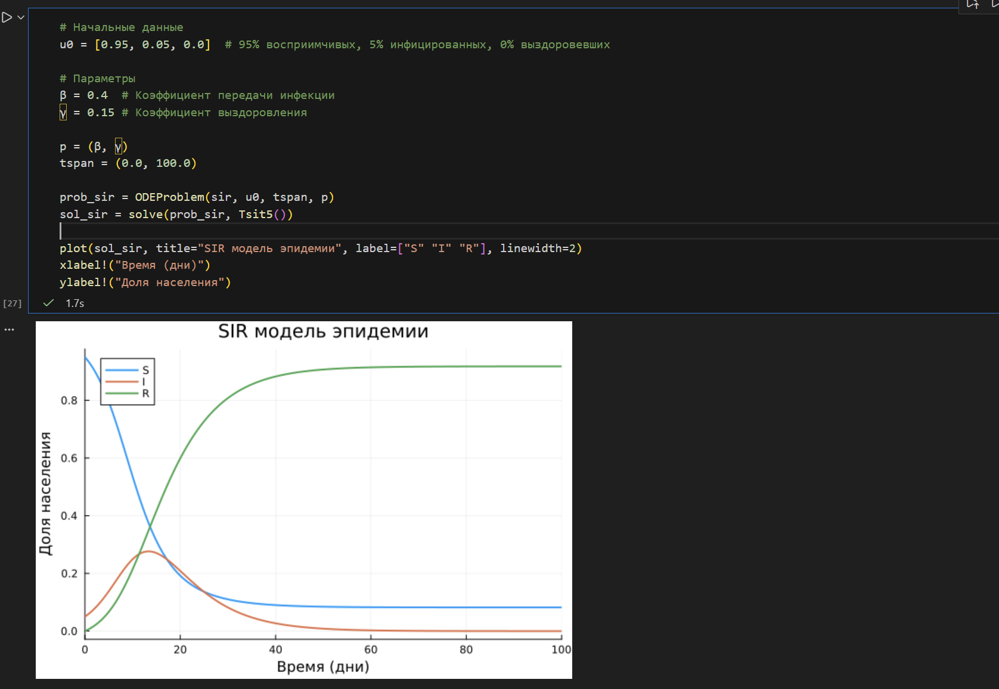 # Начальные данные
u0 = [0.95, 0.05, 0.0]  # 95% восприимчивых, 5% инфицированных, 0% выздоровевших
# Параметры
β = 0.4  # Коэффициент передачи инфекции
γ = 0.15 # Коэффициент выздоровления
p = (β, γ)
tspan = (0.0, 100.0)
prob_sir = ODEProblem(sir, u0, tspan, p)
sol_sir = solve(prob_sir, Tsit5())
plot(sol_sir, title="SIR модель эпидемии", label=["S" "I" "R"], linewidth=2)
xlabel!("Время (дни)")
ylabel!("Доля населения")
[27]
1.7s
SIR модель эпидемии
S
I
R
0.8
0.6
0.4
0.2
0.0
Доля населения
0 20 40 60 80 100
Время (дни)